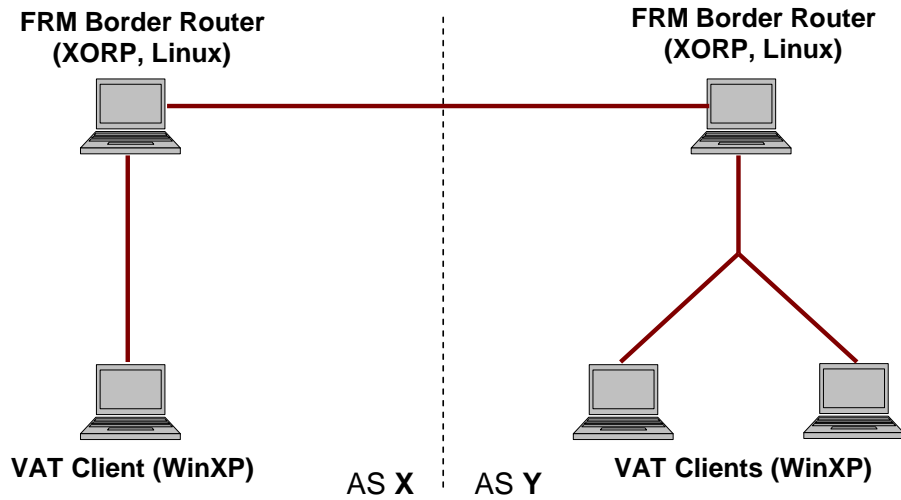 FRM Border Router
(XORP, Linux)
FRM Border Router
(XORP, Linux)
VAT Client (WinXP)
AS X
AS Y
VAT Clients (WinXP)